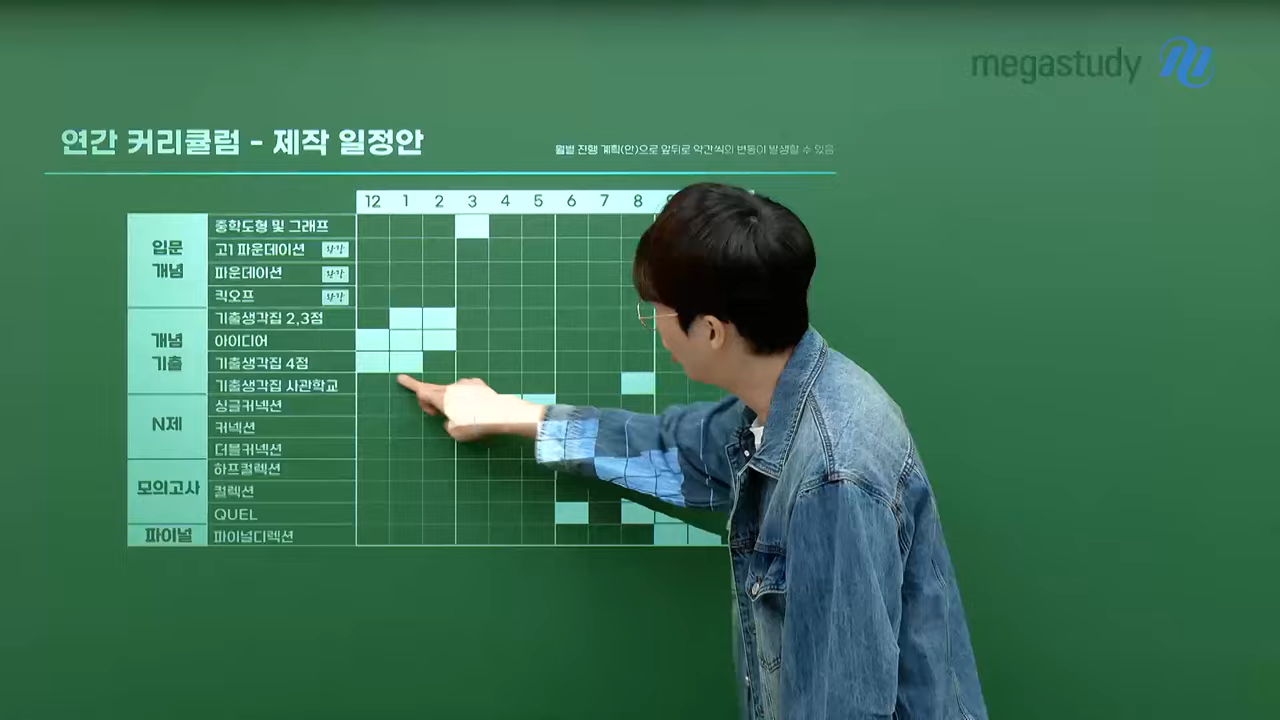 megastudy
연간 커리큘럼 - 제작 일정안
월별 진행 계획(안)으로 앞뒤로 약간씩의 변동이 발생할 수 있음
12 1 2 3 4 5 6 7 8
입문 개념
중학도형 및 그래프
고1 파운데이션 완강
파운데이션 완강
킥오프 완강
개념 기출
기출생각집 2,3점
아이디어
기출생각집 4점
기출생각집 사관학교
N제
싱글커넥션
커넥션
더블커넥션
모의고사
하프컬렉션
컬렉션
QUEL
파이널
파이널디렉션